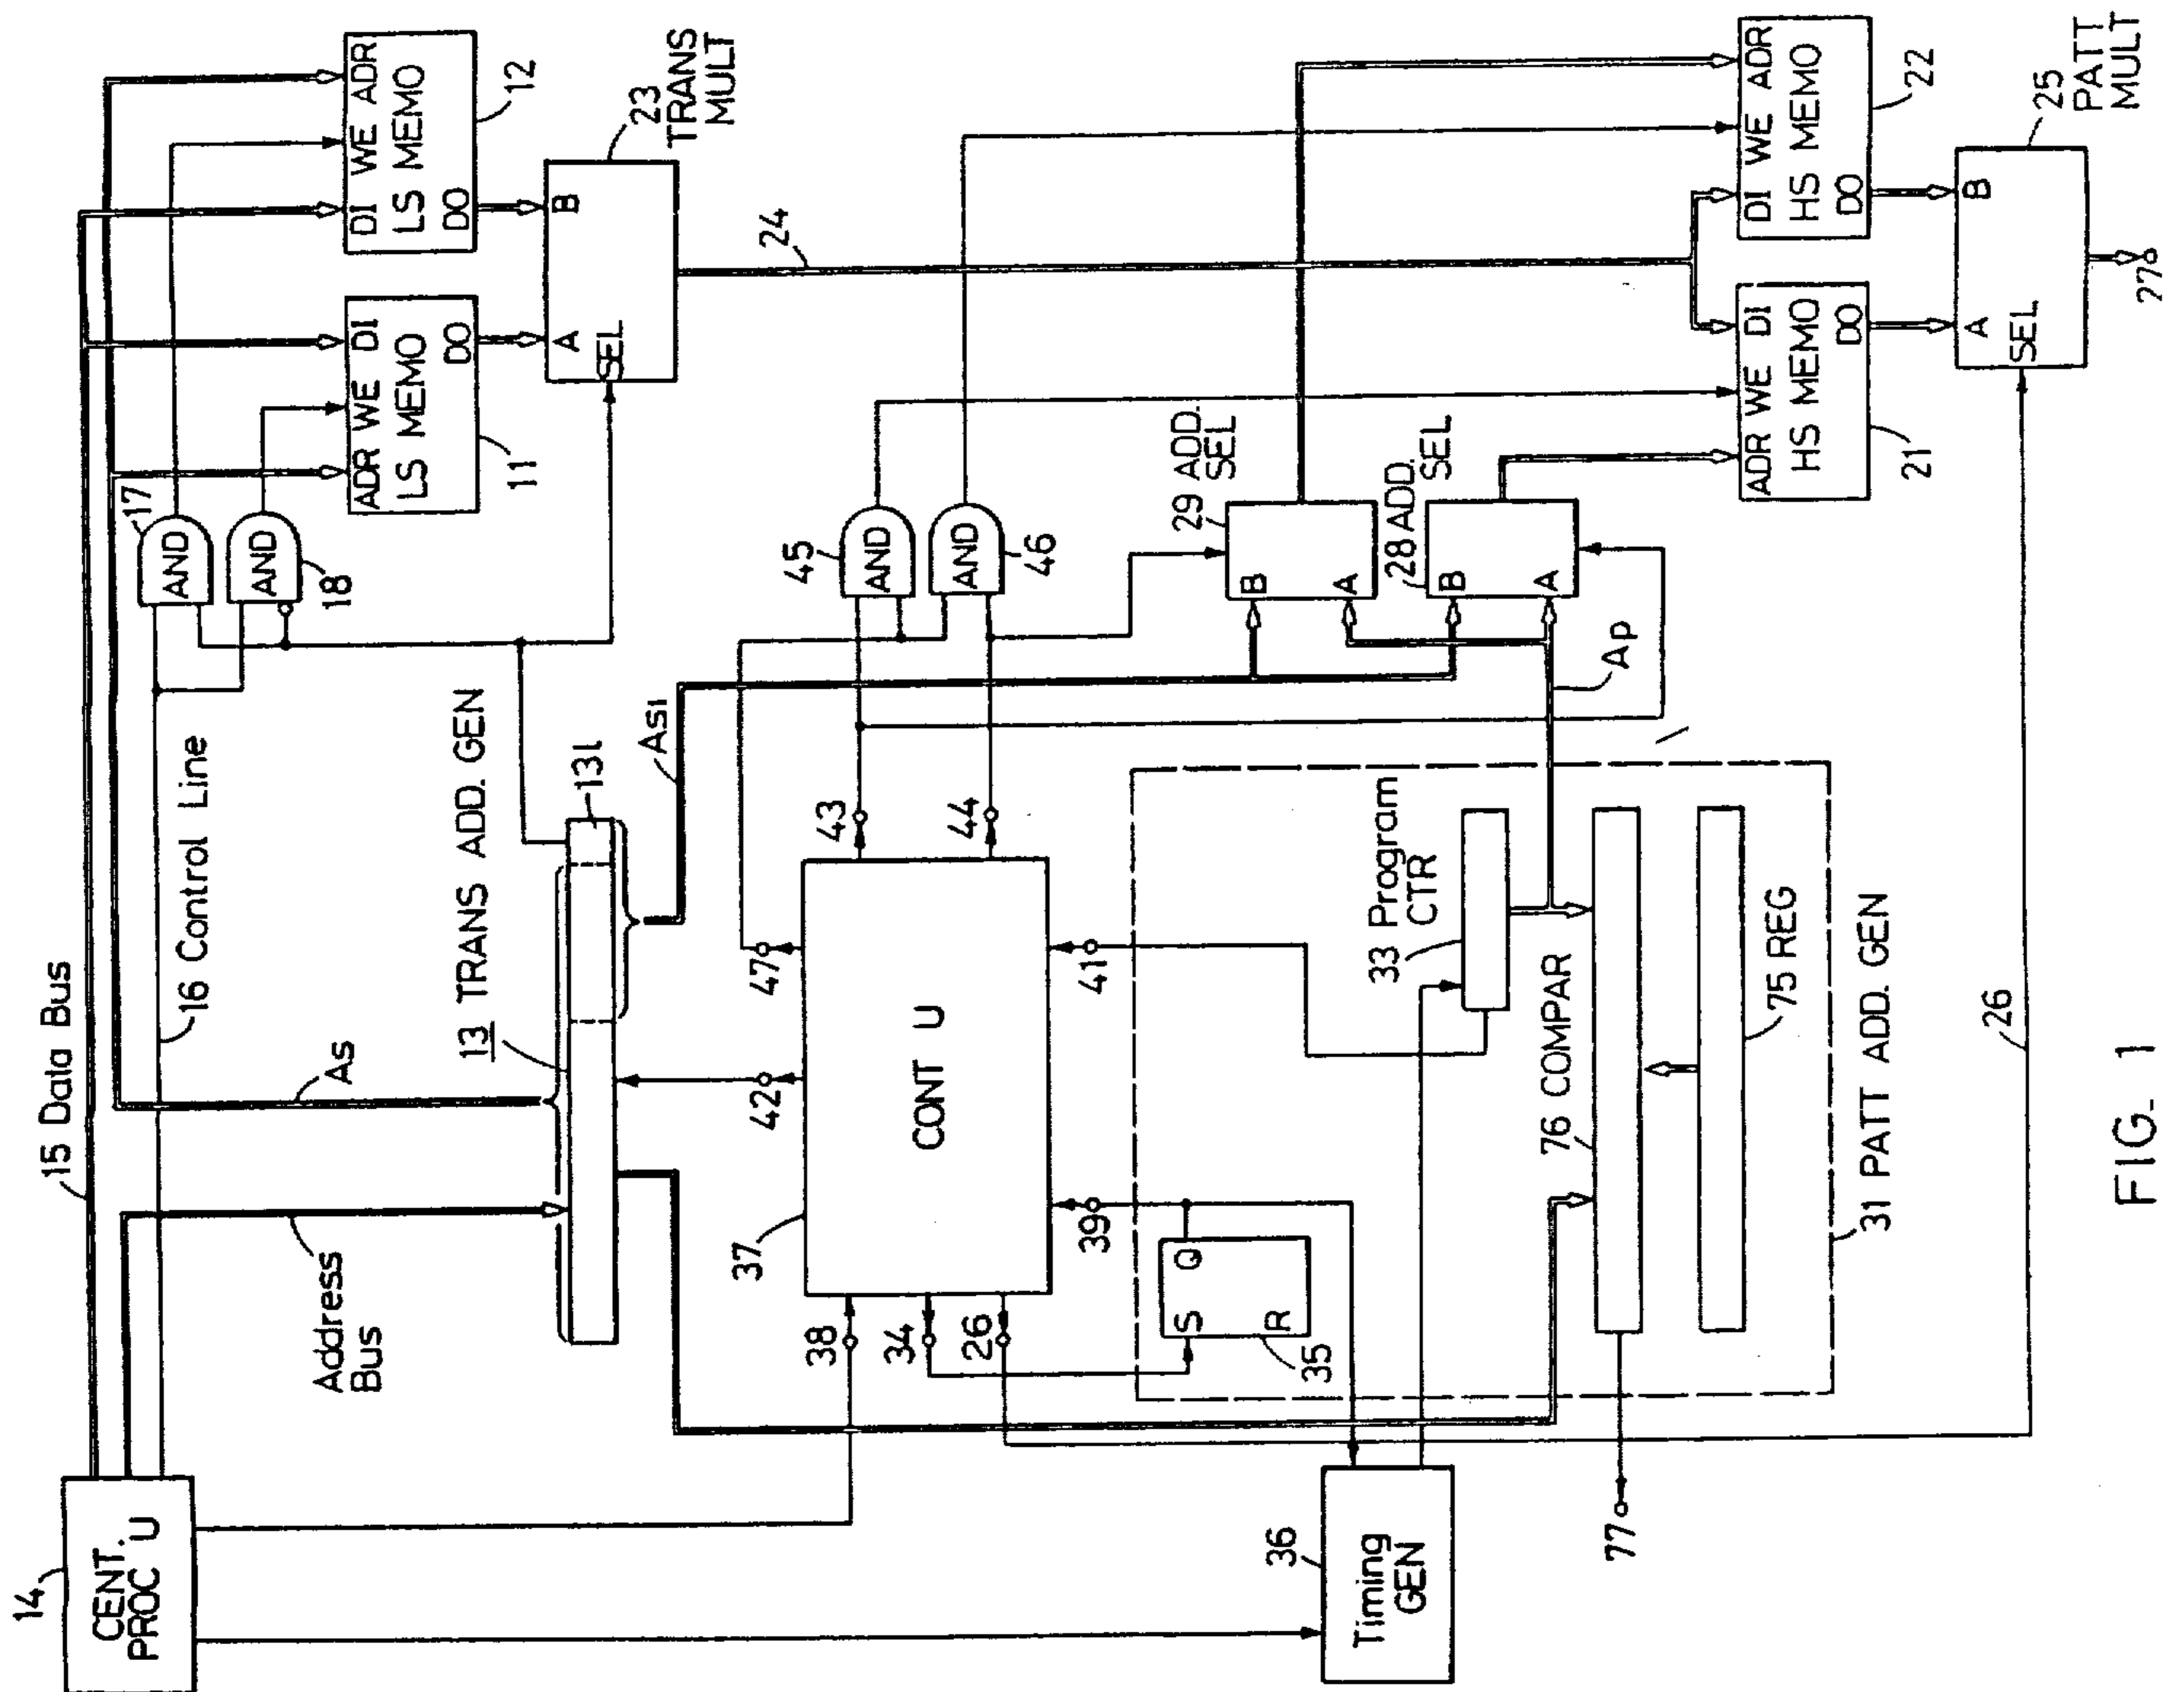 14
CENT.
PROC U
15 Data Bus
16 Control Line
As
Address
Bus
13 TRANS ADD. GEN
13l
As1
17
AND
AND
18
ADR WE DI
LS MEMO
DO
11
DI WE ADR
LS MEMO
DO
12
A
B
SEL
23
TRANS
MULT
24
37
CONT U
38
34
26
42
47
43
44
39
41
45
AND
AND
46
29 ADD.
SEL
B
A
28 ADD.
SEL
B
A
Ap
ADR WE DI
HS MEMO
DO
21
DI WE ADR
HS MEMO
DO
22
A
B
SEL
25
PATT
MULT
27
36
Timing
GEN
S
Q
R
35
33 Program
CTR
76 COMPAR
75 REG
77
31 PATT ADD. GEN
26
FIG. 1